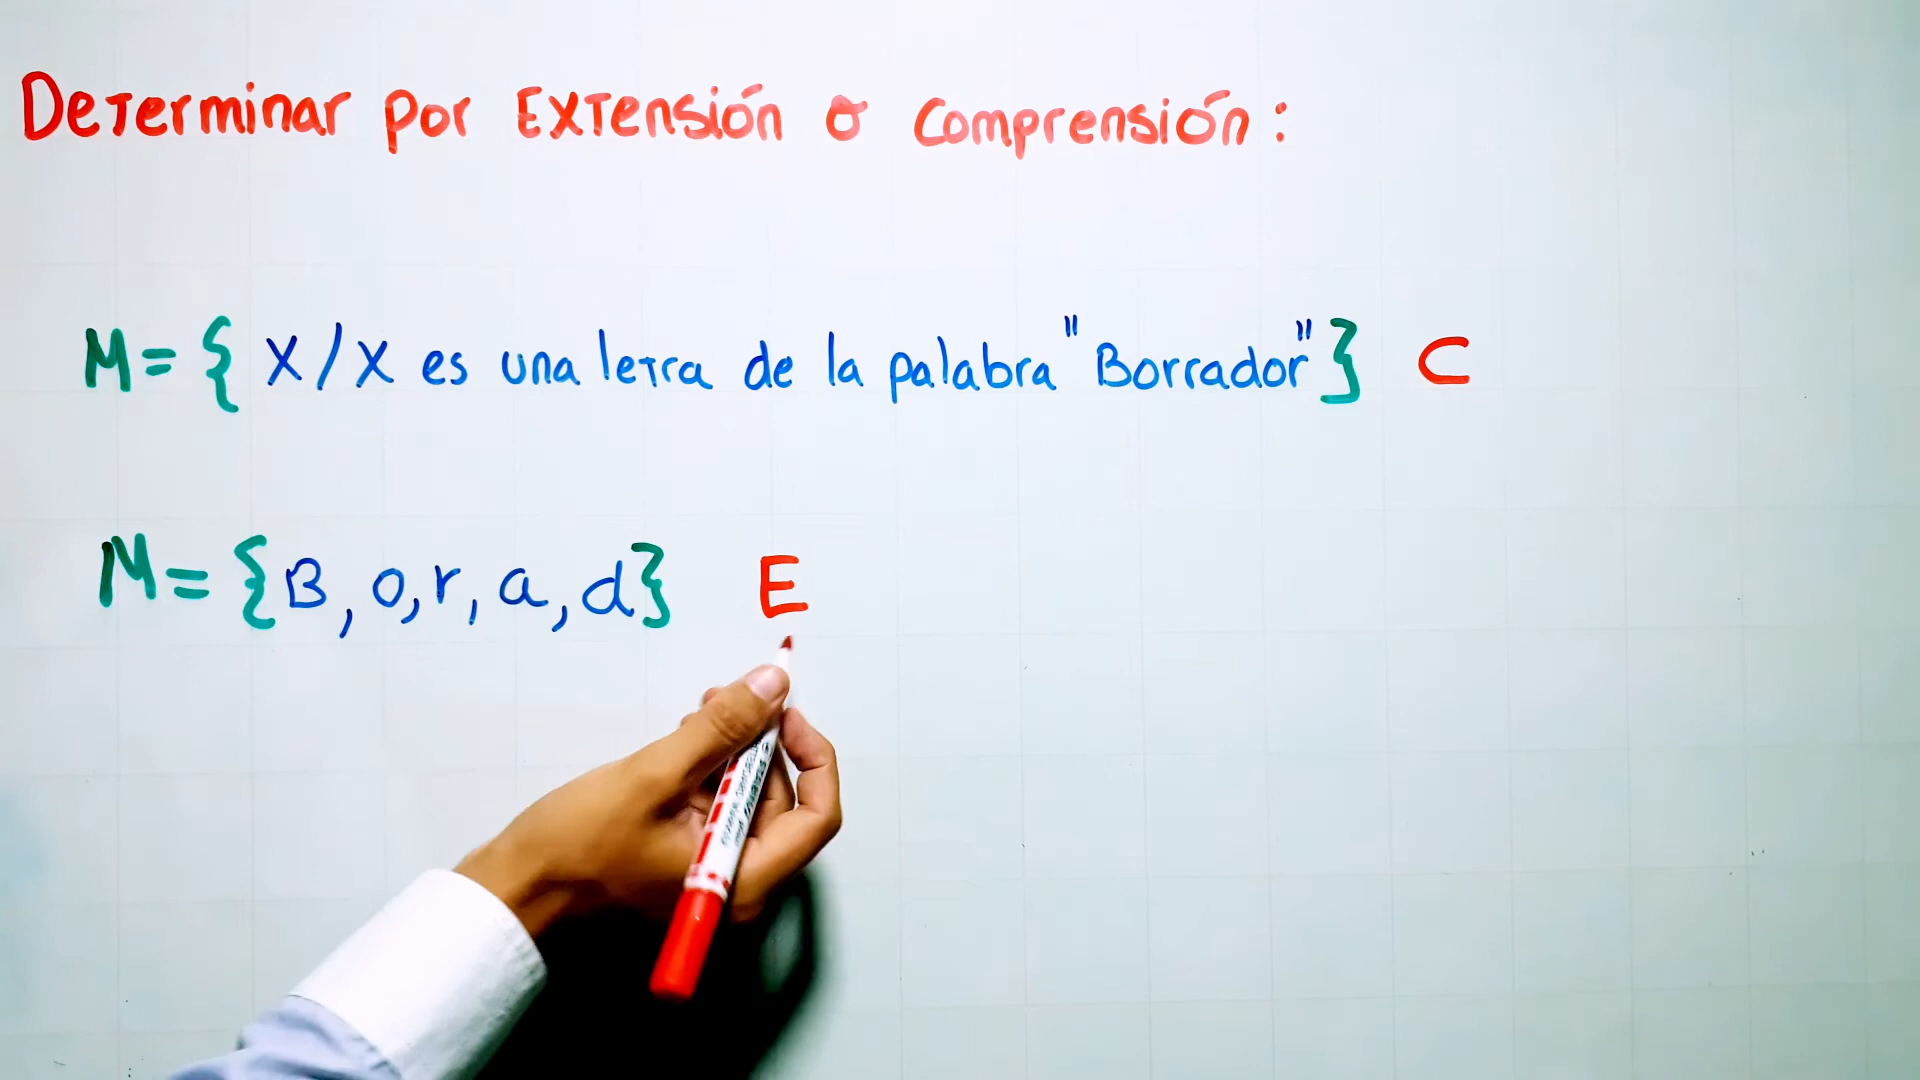 Determinar por Extensión o Comprensión:
M = { X / X es una letra de la palabra "Borrador" } C
M = { B, o, r, a, d } E